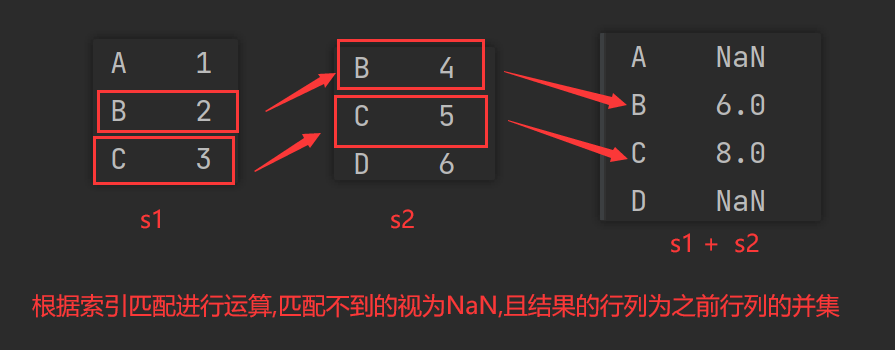 A 1
B 2
C 3
s1
B 4
C 5
D 6
s2
A NaN
B 6.0
C 8.0
D NaN
s1 + s2
根据索引匹配进行运算,匹配不到的视为NaN,且结果的行列为之前行列的并集